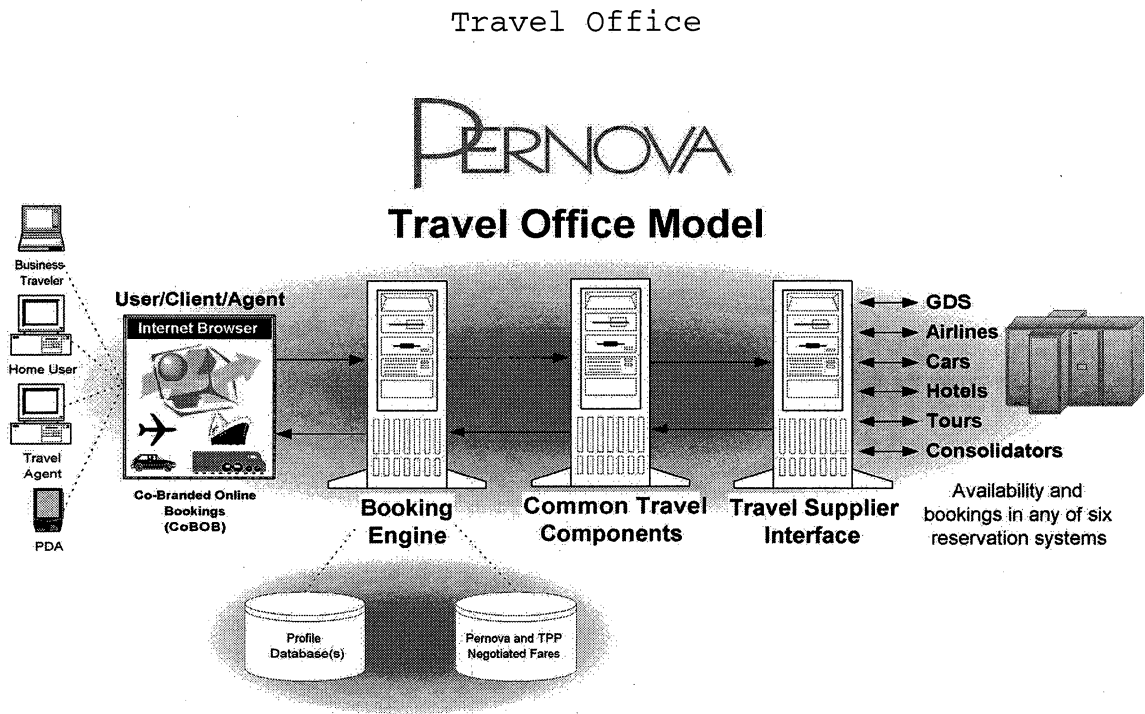 Travel Office
PERNOVA
Travel Office Model
Business
Traveler
Home User
Travel
Agent
PDA
User/Client/Agent
Internet Browser
Co-Branded Online
Bookings
(CoBOB)
Booking
Engine
Common Travel
Components
Travel Supplier
Interface
GDS
Airlines
Cars
Hotels
Tours
Consolidators
Availability and
bookings in any of six
reservation systems
Profile
Database(s)
Pernova and TPP
Negotiated Fares